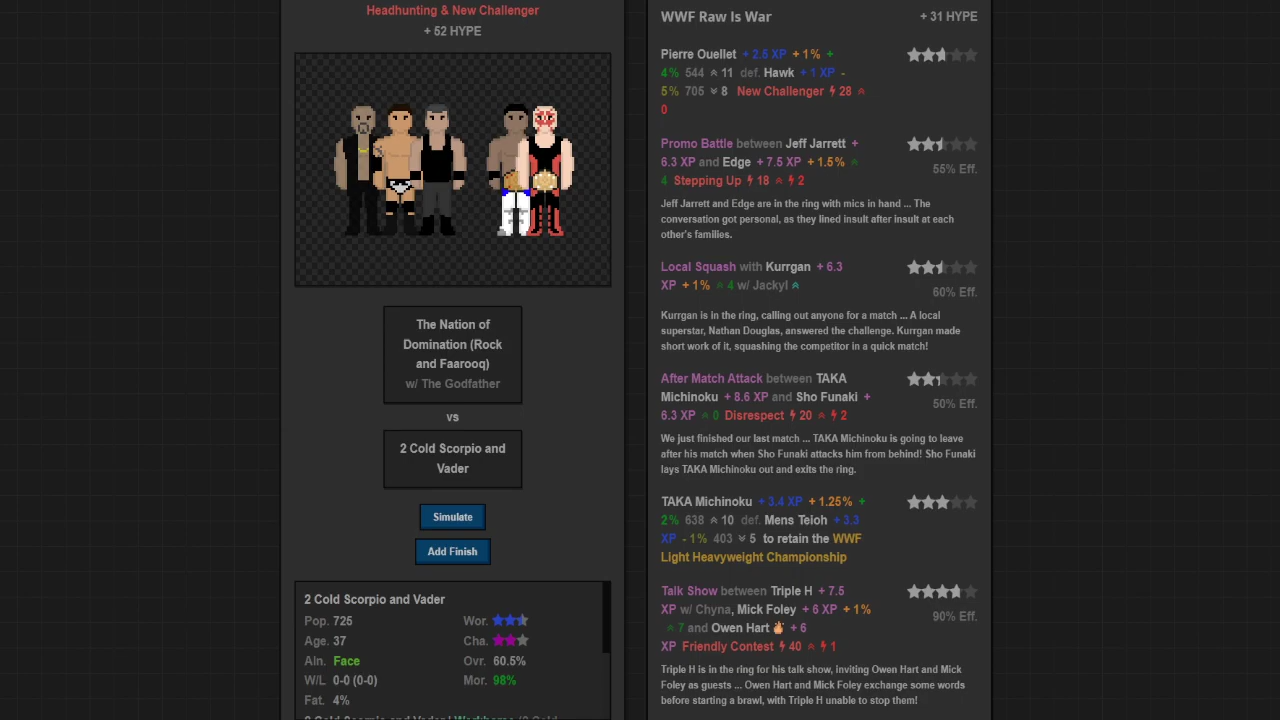 Headhunting & New Challenger
+ 52 HYPE
The Nation of
Domination (Rock
and Faarooq)
w/ The Godfather
vs
2 Cold Scorpio and
Vader
Simulate
Add Finish
2 Cold Scorpio and Vader
Pop. 725
Wor.
Age. 37
Cha.
Aln. Face
Ovr. 60.5%
W/L 0-0 (0-0)
Mor. 98%
Fat. 4%
WWF Raw Is War
+ 31 HYPE
Pierre Ouellet + 2.5 XP + 1% +
4% 544 11 def. Hawk + 1 XP -
5% 705 8 New Challenger 28
0
Promo Battle between Jeff Jarrett +
6.3 XP and Edge + 7.5 XP + 1.5%
4 Stepping Up 18 2
55% Eff.
Jeff Jarrett and Edge are in the ring with mics in hand ... The
conversation got personal, as they lined insult after insult at each
other's families.
Local Squash with Kurrgan + 6.3
XP + 1% 4 w/ Jackyl
60% Eff.
Kurrgan is in the ring, calling out anyone for a match ... A local
superstar, Nathan Douglas, answered the challenge. Kurrgan made
short work of it, squashing the competitor in a quick match!
After Match Attack between TAKA
Michinoku + 8.6 XP and Sho Funaki +
6.3 XP 0 Disrespect 20 2
50% Eff.
We just finished our last match ... TAKA Michinoku is going to leave
after his match when Sho Funaki attacks him from behind! Sho Funaki
lays TAKA Michinoku out and exits the ring.
TAKA Michinoku + 3.4 XP + 1.25% +
2% 638 10 def. Mens Teioh + 3.3
XP - 1% 403 5 to retain the WWF
Light Heavyweight Championship
Talk Show between Triple H + 7.5
XP w/ Chyna, Mick Foley + 6 XP + 1%
7 and Owen Hart + 6
XP Friendly Contest 40 1
90% Eff.
Triple H is in the ring for his talk show, inviting Owen Hart and Mick
Foley as guests ... Owen Hart and Mick Foley exchange some words
before starting a brawl, with Triple H unable to stop them!